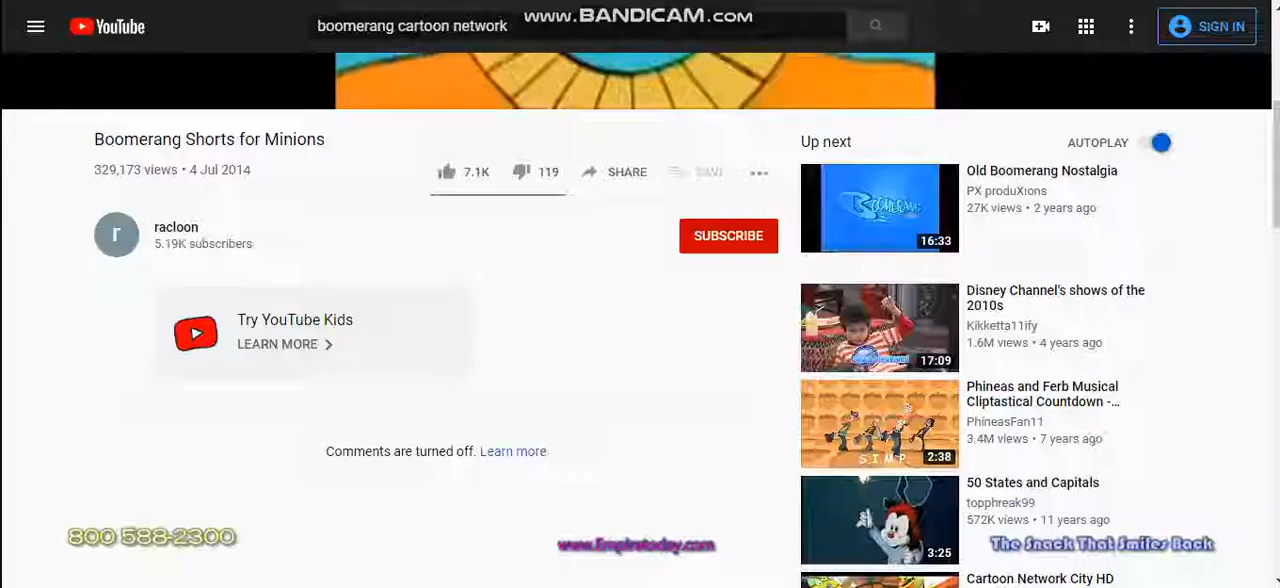 www.BANDICAM.com
YouTube
boomerang cartoon network
SIGN IN
Boomerang Shorts for Minions
329,173 views • 4 Jul 2014
7.1K
119
SHARE
SAVE
r
racloon
5.19K subscribers
SUBSCRIBE
Try YouTube Kids
LEARN MORE
Comments are turned off. Learn more
Up next
AUTOPLAY
BOOMERANG
16:33
Old Boomerang Nostalgia
PX produXions
27K views • 2 years ago
17:09
Disney Channel's shows of the
2010s
Kikketta11ify
1.6M views • 4 years ago
S.I.M.P.
2:38
Phineas and Ferb Musical
Cliptastical Countdown -...
PhineasFan11
3.4M views • 7 years ago
3:25
50 States and Capitals
topphreak99
572K views • 11 years ago
Cartoon Network City HD
800 588-2300
www.Empiretoday.com
The Snack That Smiles Back